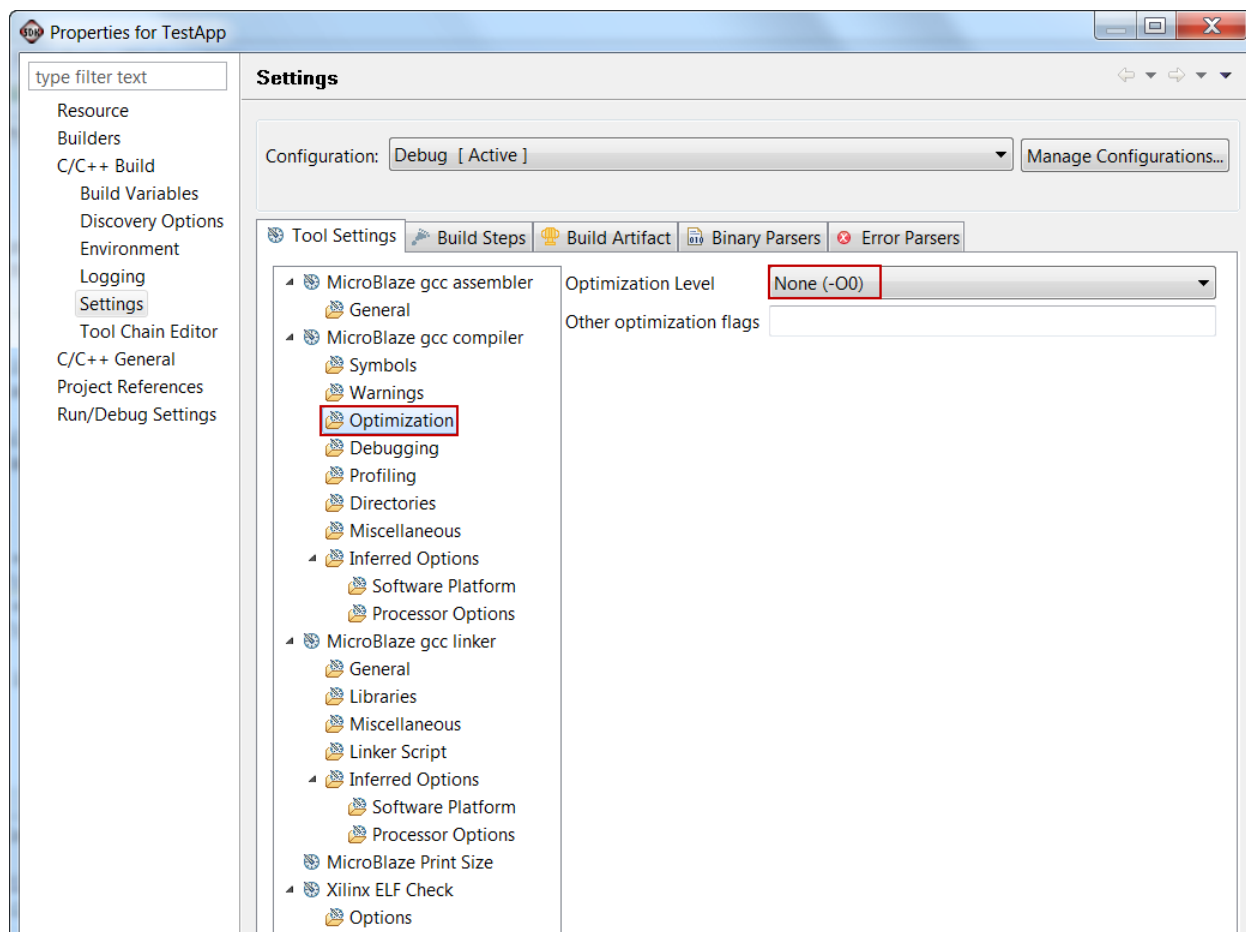 Properties for TestApp
type filter text
Resource
Builders
C/C++ Build
Build Variables
Discovery Options
Environment
Logging
Settings
Tool Chain Editor
C/C++ General
Project References
Run/Debug Settings
Settings
Configuration: Debug [ Active ] Manage Configurations...
Tool Settings Build Steps Build Artifact Binary Parsers Error Parsers
MicroBlaze gcc assembler
General
MicroBlaze gcc compiler
Symbols
Warnings
Optimization
Debugging
Profiling
Directories
Miscellaneous
Inferred Options
Software Platform
Processor Options
MicroBlaze gcc linker
General
Libraries
Miscellaneous
Linker Script
Inferred Options
Software Platform
Processor Options
MicroBlaze Print Size
Xilinx ELF Check
Options
Optimization Level None (-O0)
Other optimization flags